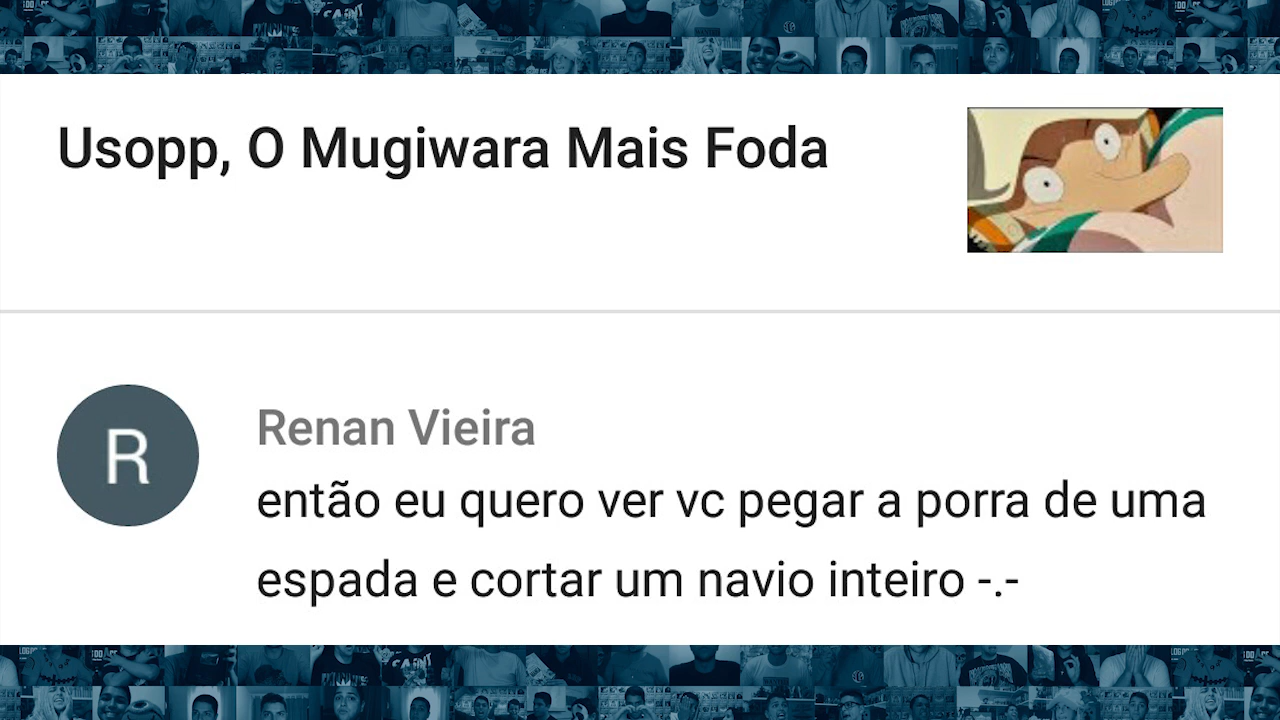 Usopp, O Mugiwara Mais Foda
R
Renan Vieira
então eu quero ver vc pegar a porra de uma
espada e cortar um navio inteiro -.-